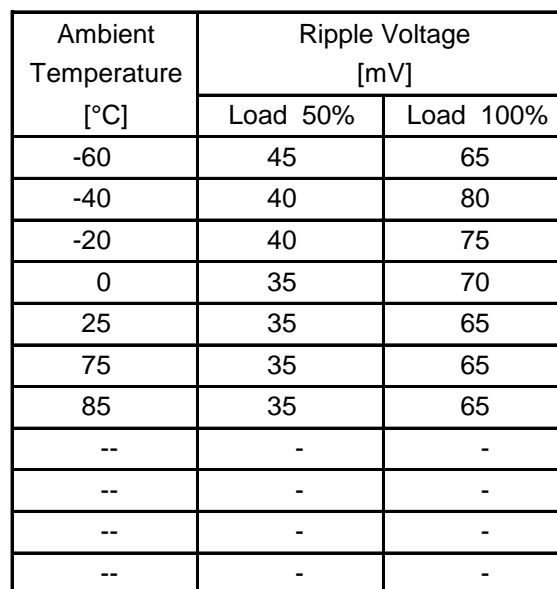 Ambient Temperature [°C] Ripple Voltage [mV]
Load 50% Load 100%
-60 45 65
-40 40 80
-20 40 75
0 35 70
25 35 65
75 35 65
85 35 65
-- - -
-- - -
-- - -
-- - -